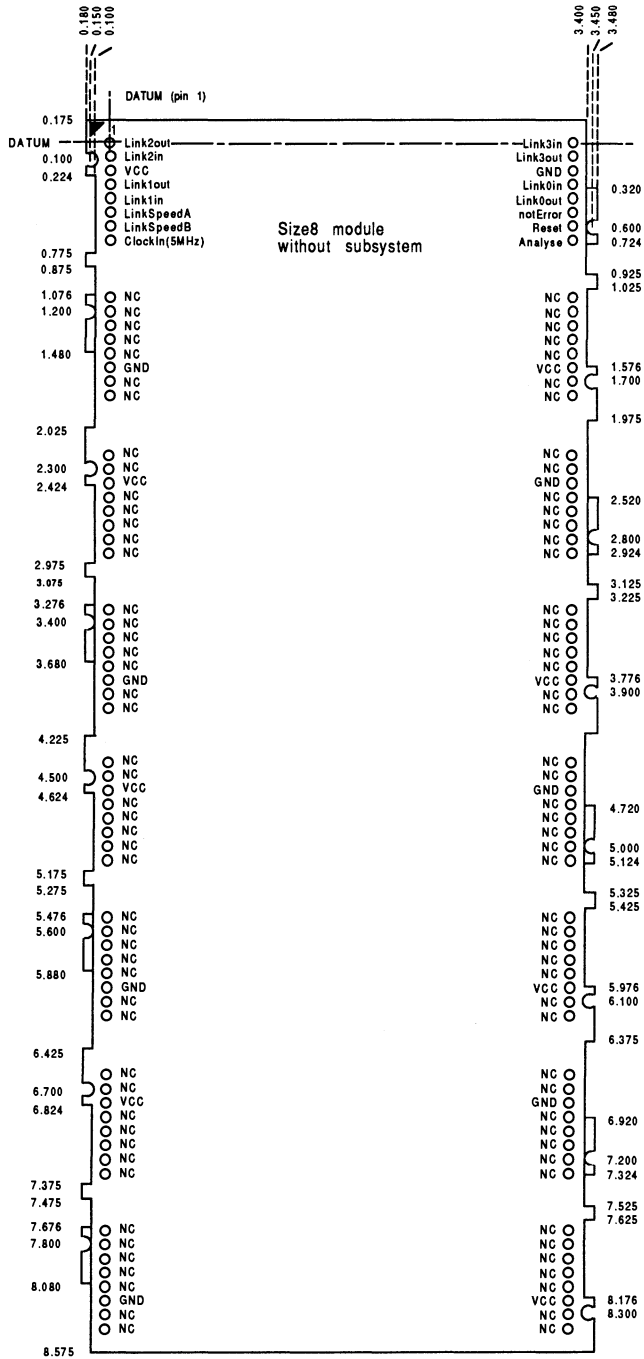 0.180
0.150
0.100
3.400
3.450
3.480
DATUM (pin 1)
0.175
DATUM
1
Link2out Link3in
0.100 Link2in Link3out
VCC GND
0.224
Link1out Link0in
0.320
Link1in Link0out
LinkSpeedA notError
LinkSpeedB Reset 0.600
ClockIn(5MHz) Analyse 0.724
Size8 module
without subsystem
0.775
0.875
0.925
1.025
1.076
NC NC
1.200 NC NC
NC NC
NC NC
1.480 NC NC
GND VCC 1.576
NC NC 1.700
NC NC
1.975
2.025
NC NC
2.300 NC NC
2.424 VCC GND
NC NC 2.520
NC NC
NC NC
NC NC 2.800
NC NC 2.924
2.975
3.075
3.125
3.225
3.276
NC NC
3.400 NC NC
NC NC
NC NC
3.680 NC NC
GND VCC 3.776
NC NC 3.900
NC NC
4.225
NC NC
4.500 NC NC
4.624 VCC GND
NC NC 4.720
NC NC
NC NC
NC NC 5.000
NC NC 5.124
5.175
5.275
5.325
5.425
5.476 NC NC
5.600 NC NC
NC NC
NC NC
5.880 NC NC
GND VCC 5.976
NC NC 6.100
NC NC
6.375
6.425
NC NC
6.700 NC NC
6.824 VCC GND
NC NC 6.920
NC NC
NC NC
NC NC 7.200
NC NC 7.324
7.375
7.475
7.525
7.625
7.676 NC NC
7.800 NC NC
NC NC
NC NC
8.080 NC NC
GND VCC 8.176
NC NC 8.300
NC NC
8.575